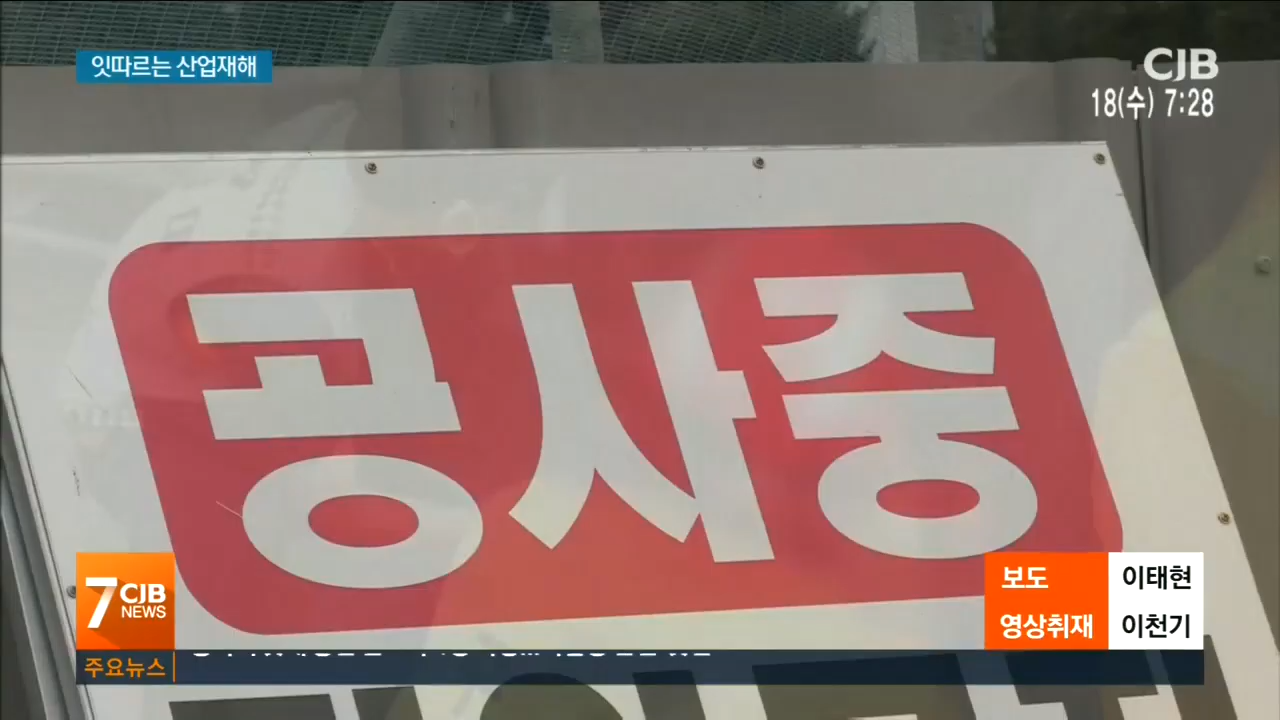 잇따르는 산업재해
CJB
18(수) 7:28
공사중
7 CJB NEWS
보도 이태현
영상취재 이천기
주요뉴스